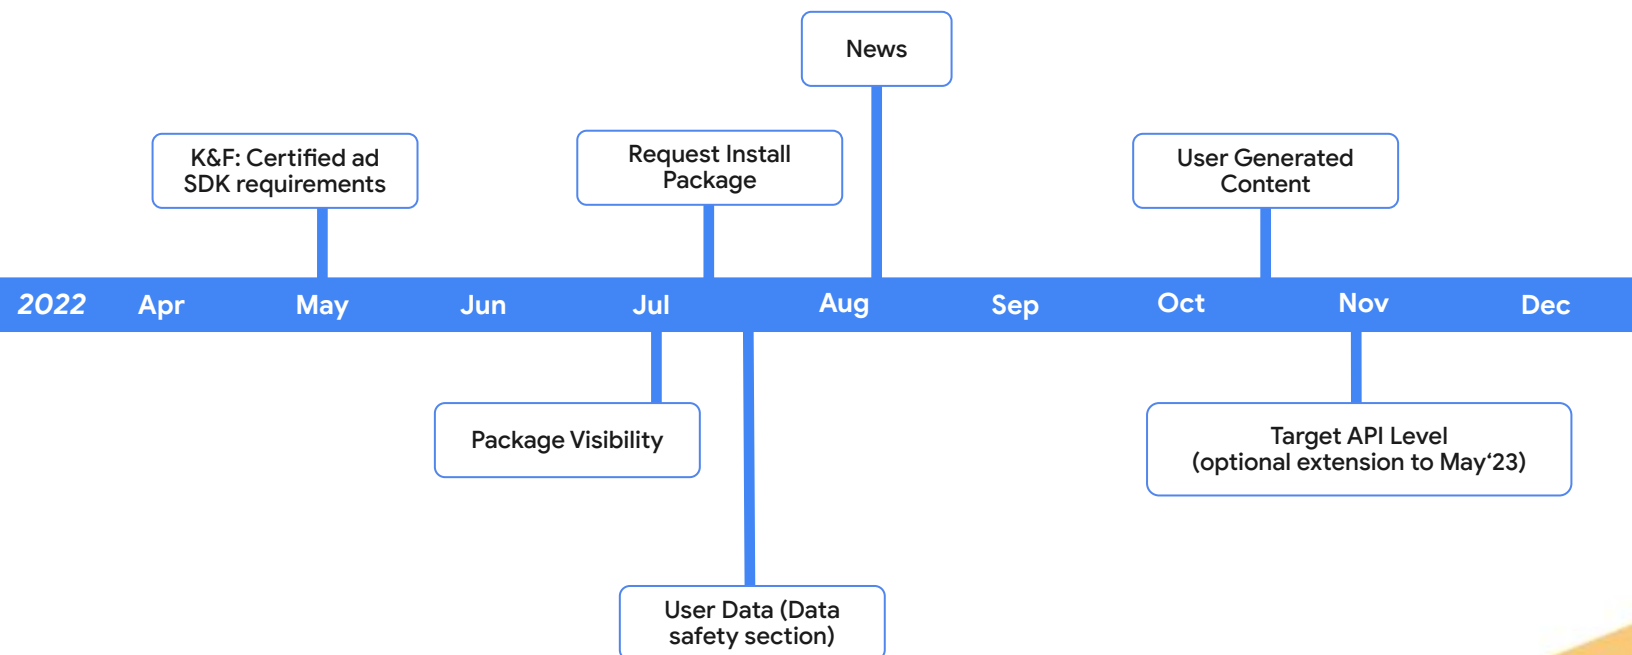 News
K&F: Certified ad
SDK requirements
Request Install
Package
User Generated
Content
2022 Apr May Jun Jul Aug Sep Oct Nov Dec
Package Visibility
Target API Level
(optional extension to May‘23)
User Data (Data
safety section)